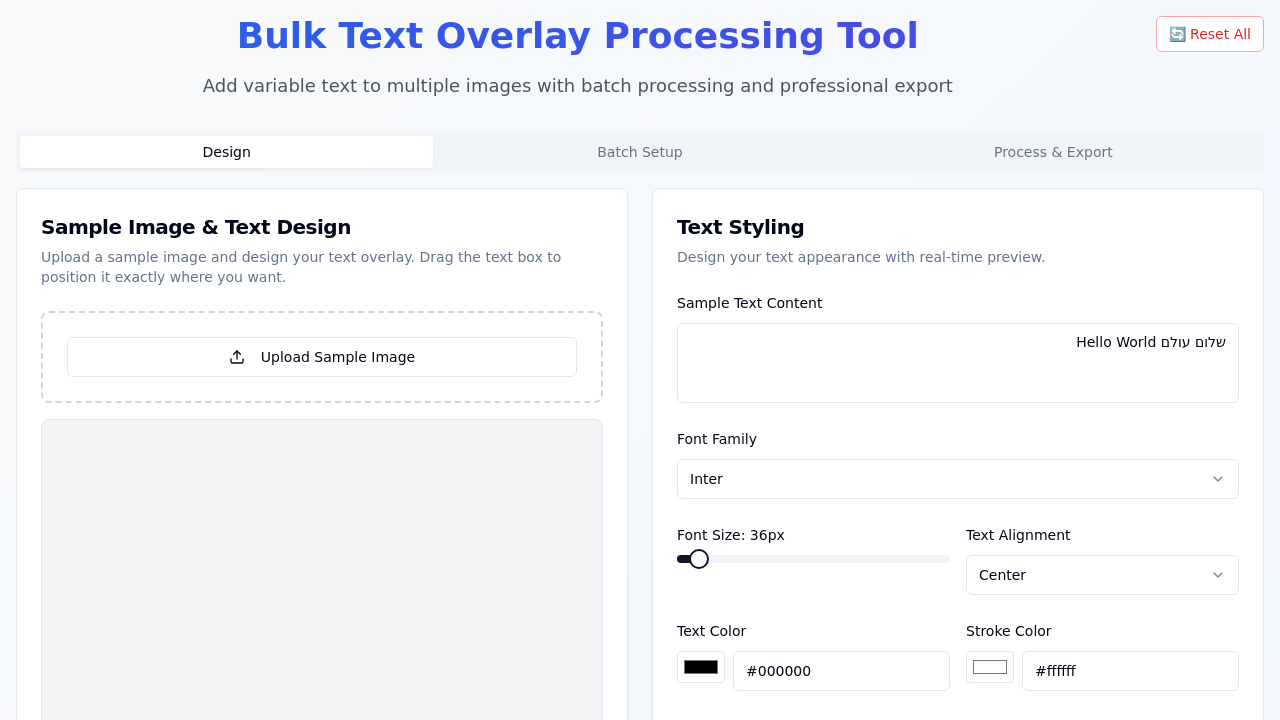 Bulk Text Overlay Processing Tool
🔄 Reset All
Add variable text to multiple images with batch processing and professional export
Design
Batch Setup
Process & Export
Sample Image & Text Design
Upload a sample image and design your text overlay. Drag the text box to
position it exactly where you want.
Upload Sample Image
Text Styling
Design your text appearance with real-time preview.
Sample Text Content
שלום עולם Hello World
Font Family
Inter
Font Size: 36px
Text Alignment
Center
Text Color
#000000
Stroke Color
#ffffff